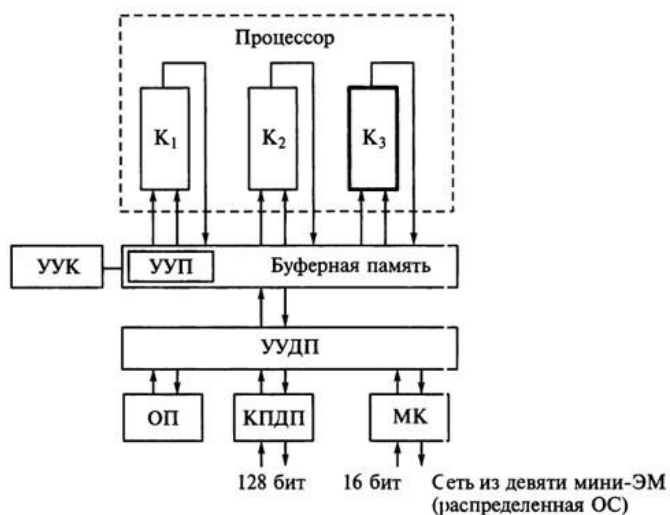 Процессор
K₁ K₂ K₃
УУК УУП Буферная память
УУДП
ОП КПДП МК
128 бит 16 бит Сеть из девяти мини-ЭМ
(распределенная ОС)